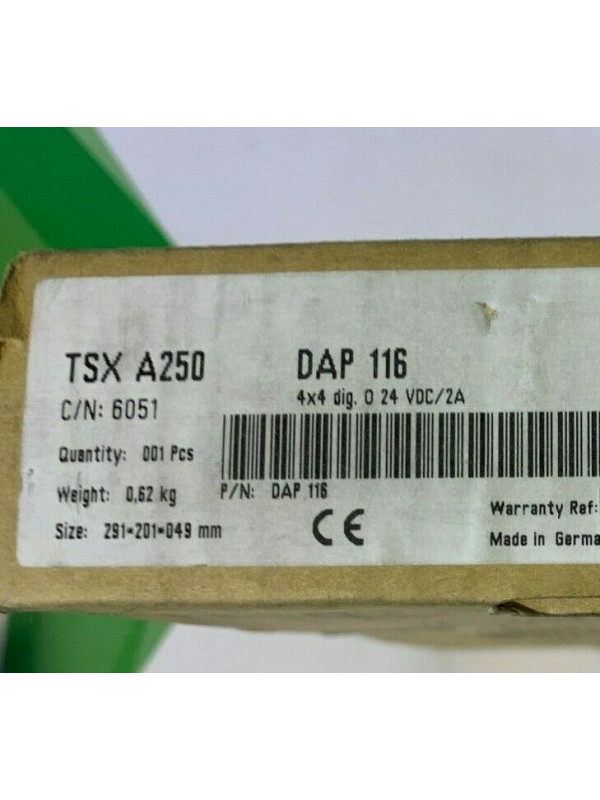 TSX A250 DAP 116
C/N: 6051 4x4 dig. O 24 VDC/2A
Quantity: 001 Pcs
Weight: 0,62 kg P/N: DAP 116
Size: 291*201*049 mm CE
Warranty Ref:
Made in Germa